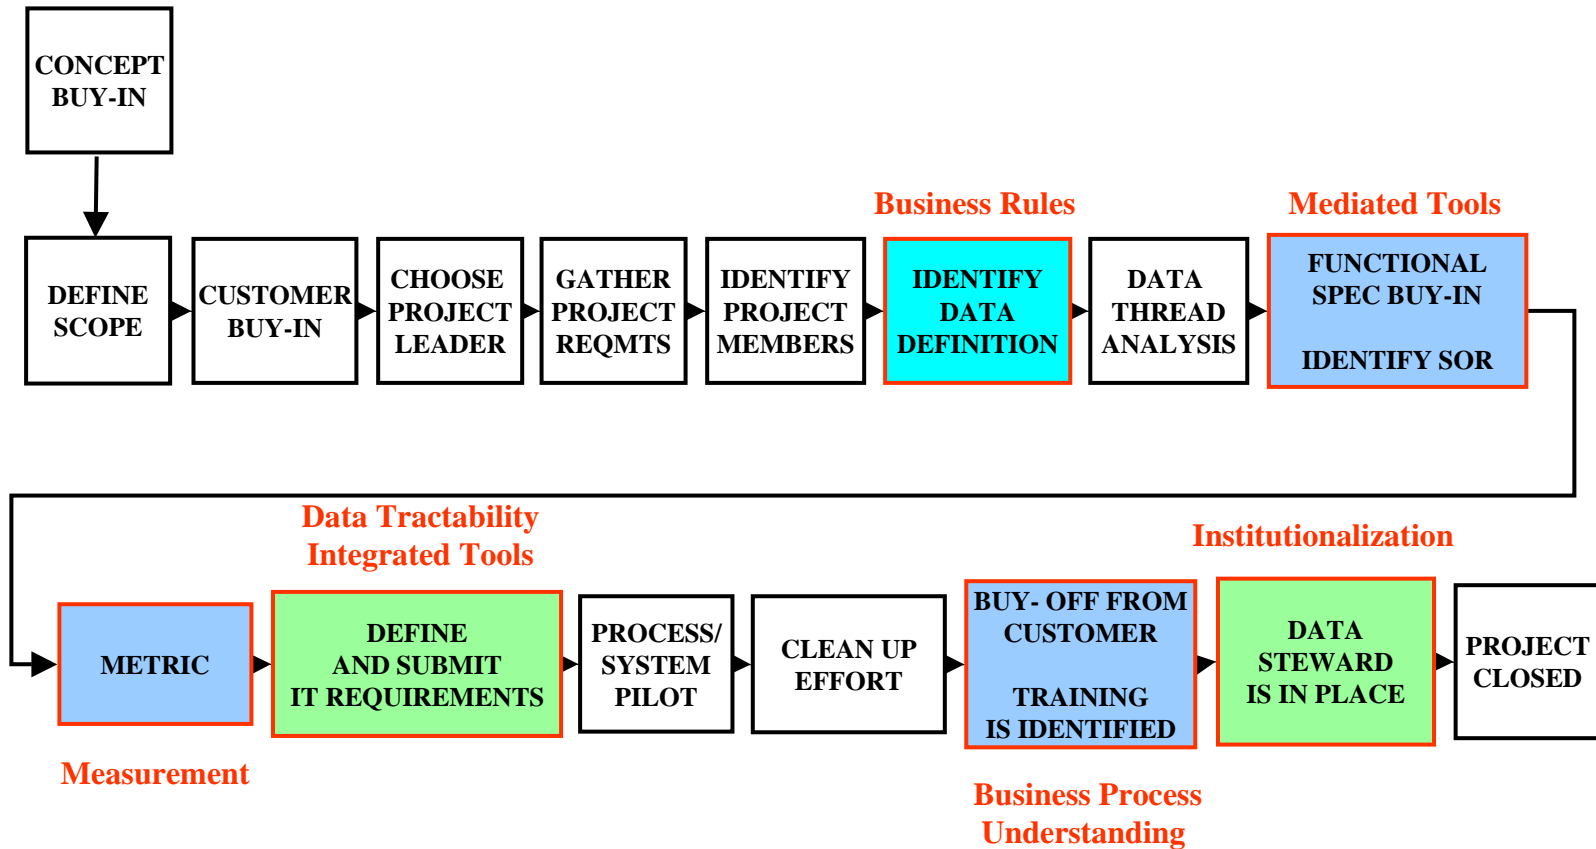 CONCEPT
BUY-IN
DEFINE
SCOPE
CUSTOMER
BUY-IN
CHOOSE
PROJECT
LEADER
GATHER
PROJECT
REQMTS
IDENTIFY
PROJECT
MEMBERS
Business Rules
IDENTIFY
DATA
DEFINITION
DATA
THREAD
ANALYSIS
Mediated Tools
FUNCTIONAL
SPEC BUY-IN
IDENTIFY SOR
METRIC
Measurement
Data Tractability
Integrated Tools
DEFINE
AND SUBMIT
IT REQUIREMENTS
PROCESS/
SYSTEM
PILOT
CLEAN UP
EFFORT
BUY- OFF FROM
CUSTOMER
TRAINING
IS IDENTIFIED
Business Process
Understanding
Institutionalization
DATA
STEWARD
IS IN PLACE
PROJECT
CLOSED